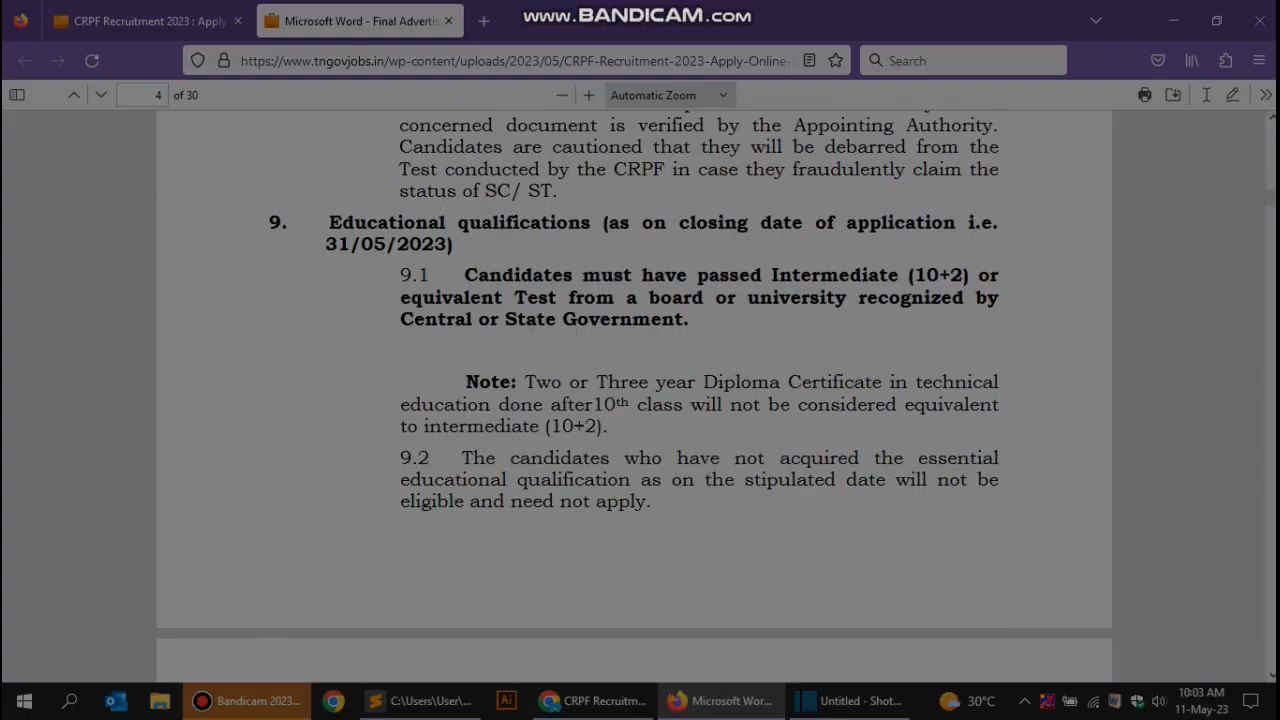 CRPF Recruitment 2023 : Apply
Microsoft Word - Final Advertis
www.BANDICAM.com
https://www.tngovjobs.in/wp-content/uploads/2023/05/CRPF-Recruitment-2023-Apply-Online-
Search
4 of 30
Automatic Zoom
concerned document is verified by the Appointing Authority.
Candidates are cautioned that they will be debarred from the
Test conducted by the CRPF in case they fraudulently claim the
status of SC/ ST.
9. Educational qualifications (as on closing date of application i.e.
31/05/2023)
9.1 Candidates must have passed Intermediate (10+2) or
equivalent Test from a board or university recognized by
Central or State Government.
Note: Two or Three year Diploma Certificate in technical
education done after10th class will not be considered equivalent
to intermediate (10+2).
9.2 The candidates who have not acquired the essential
educational qualification as on the stipulated date will not be
eligible and need not apply.
Bandicam 2023...
Ai
C:\Users\User\...
CRPF Recruitm...
Microsoft Wor...
Untitled - Shot...
30°C
10:03 AM
11-May-23